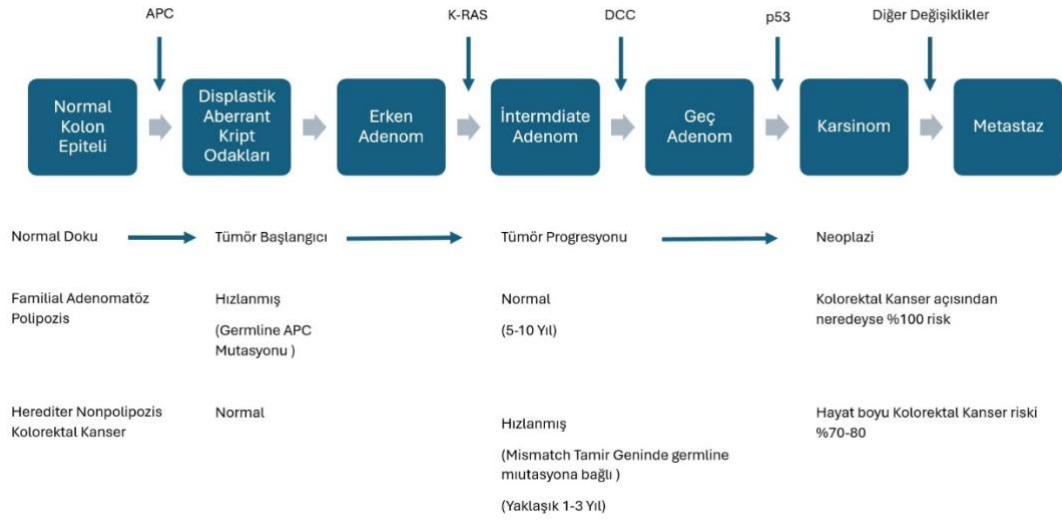 APC
K-RAS
DCC
p53
Diğer Değişiklikler
Normal
Kolon
Epiteli
Displastik
Aberrant
Kript
Odakları
Erken
Adenom
İntermdiate
Adenom
Geç
Adenom
Karsinom
Metastaz
Normal Doku
Tümör Başlangıcı
Tümör Progresyonu
Neoplazi
Familial Adenomatöz
Polipozis
Hızlanmış
(Germline APC
Mutasyonu )
Normal
(5-10 Yıl)
Kolorektal Kanser açısından
neredeyse %100 risk
Herediter Nonpolipozis
Kolorektal Kanser
Normal
Hızlanmış
(Mismatch Tamir Geninde germline
mıutasyona bağlı )
(Yaklaşık 1-3 Yıl)
Hayat boyu Kolorektal Kanser riski
%70-80